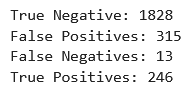 True Negative: 1828
False Positives: 315
False Negatives: 13
True Positives: 246